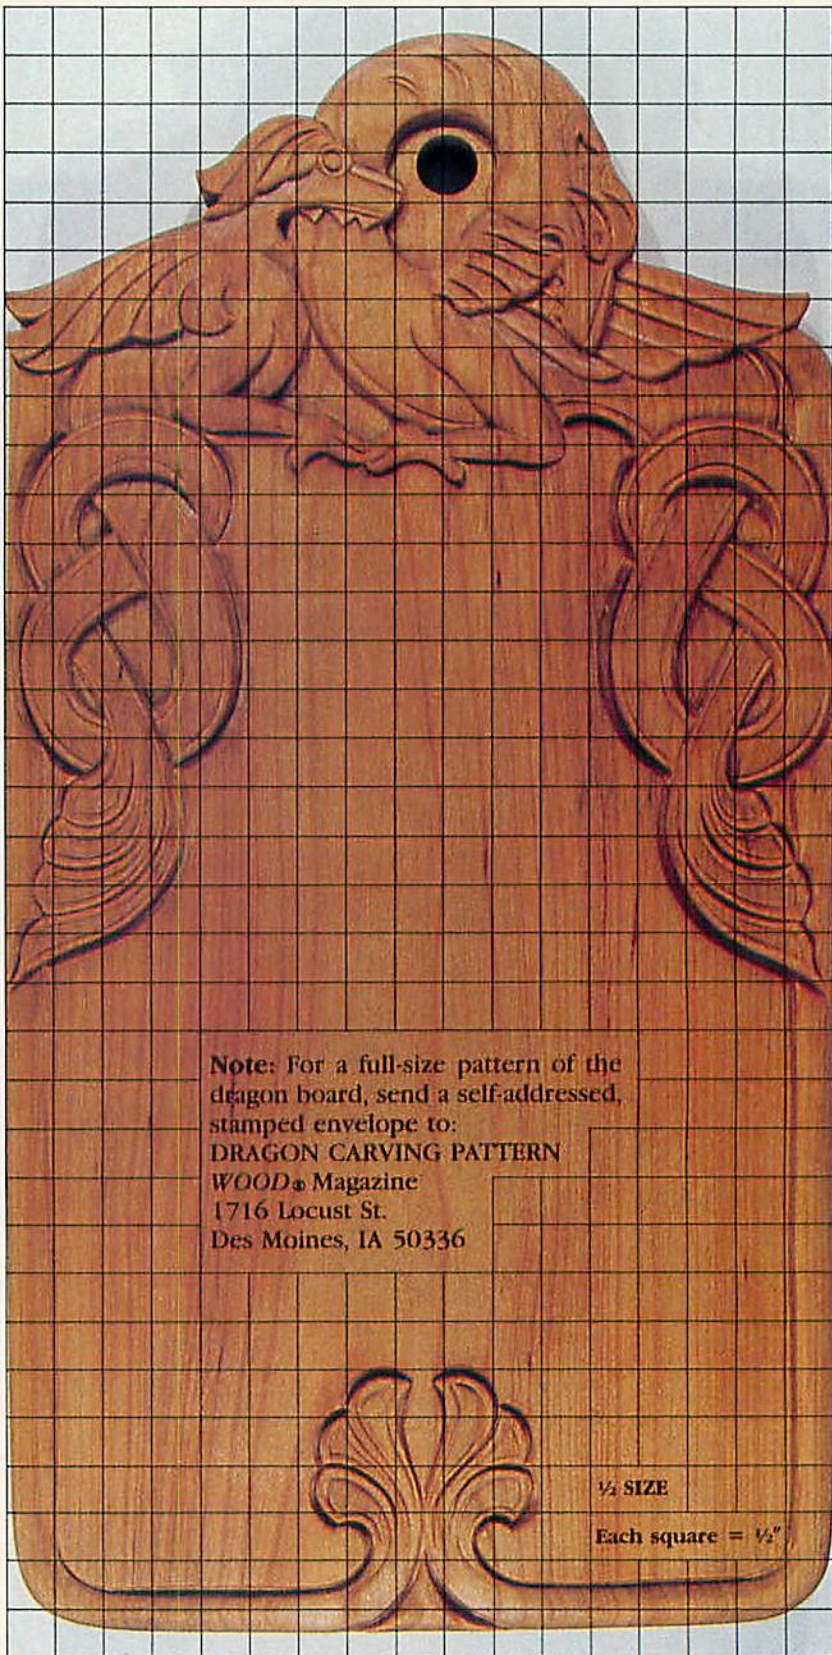 Note: For a full-size pattern of the
dragon board, send a self-addressed,
stamped envelope to:
DRAGON CARVING PATTERN
WOOD® Magazine
1716 Locust St.
Des Moines, IA 50336
½ SIZE
Each square = ½"